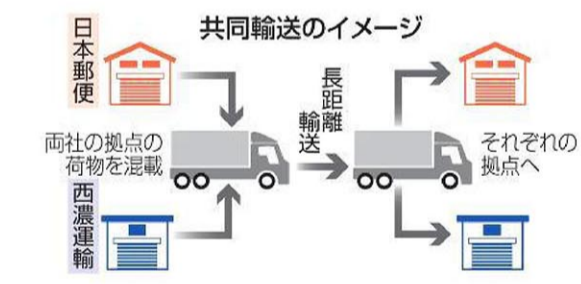 共同輸送のイメージ
日本郵便
両社の拠点の
荷物を混載
西濃運輸
長距離
輸送
それぞれの
拠点へ